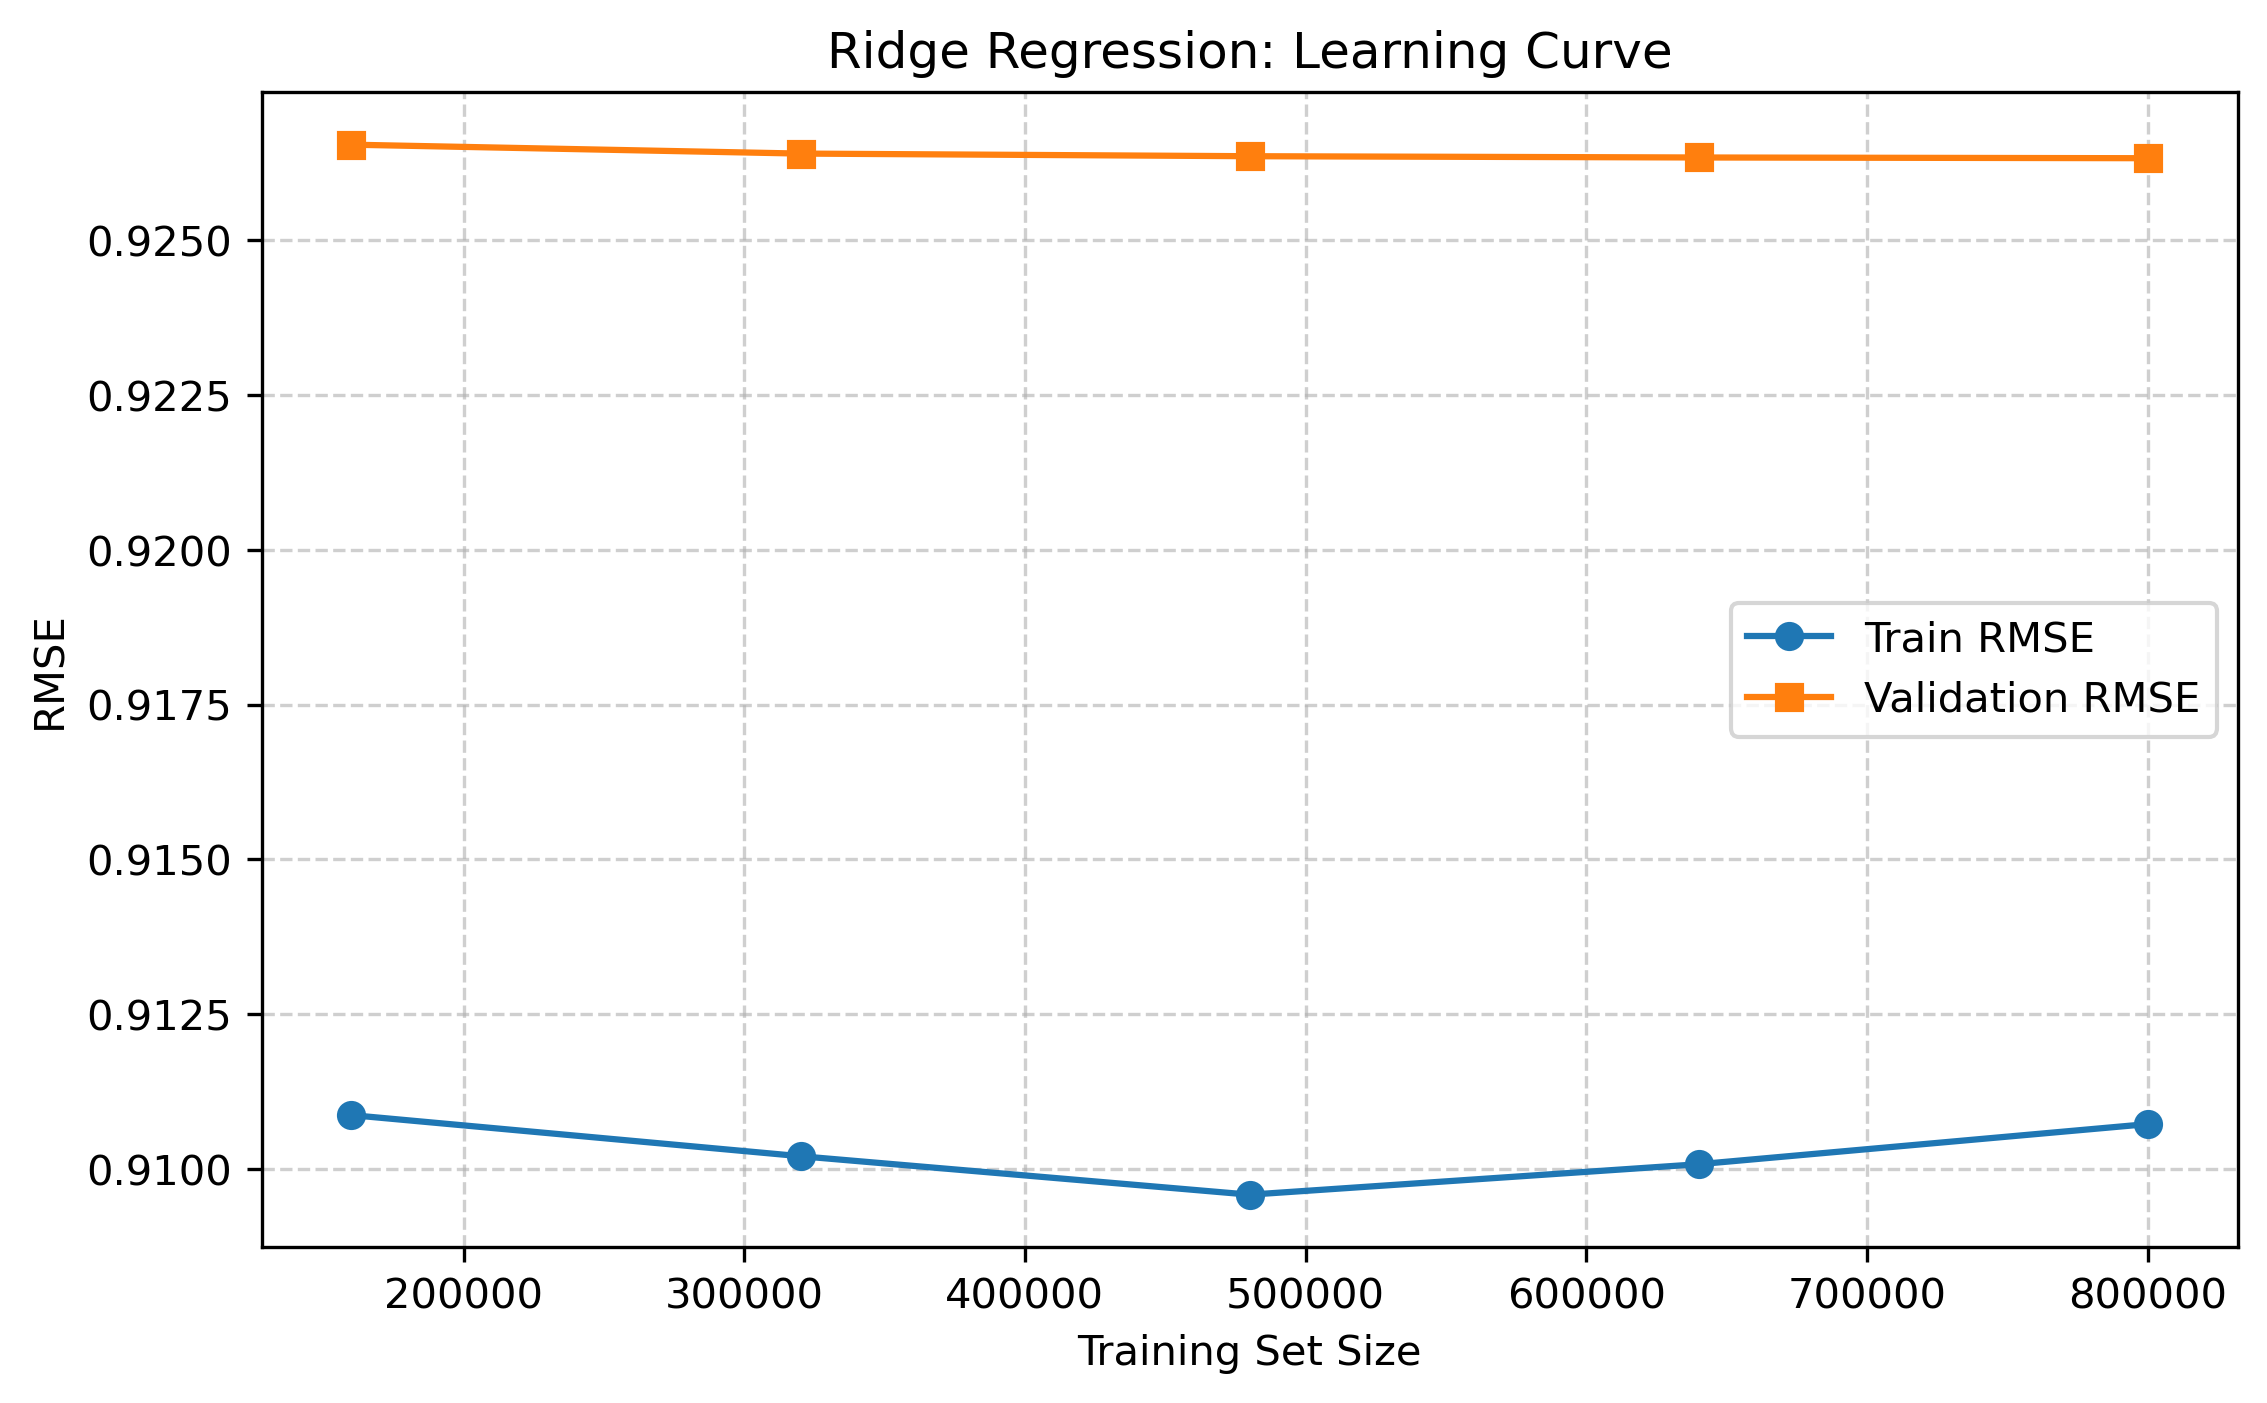 Ridge Regression: Learning Curve
RMSE
0.9250
0.9225
0.9200
0.9175
0.9150
0.9125
0.9100
Train RMSE
Validation RMSE
200000 300000 400000 500000 600000 700000 800000
Training Set Size